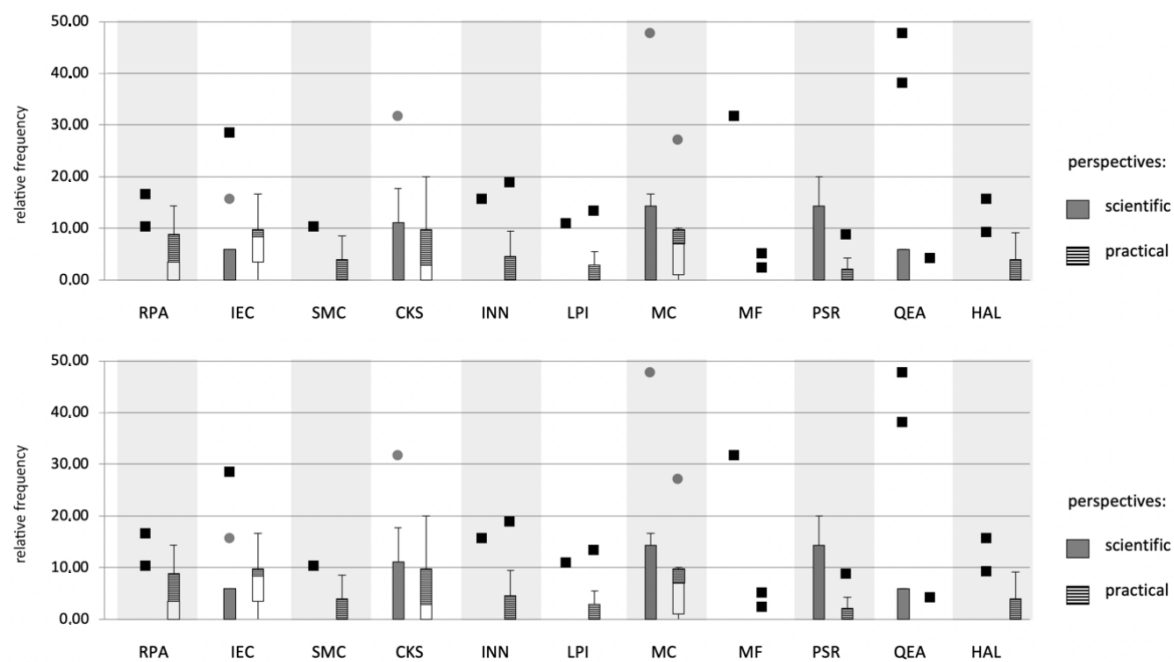 50.00
40.00
30.00
20.00
10.00
0.00
relative frequency
RPA IEC SMC CKS INN LPI MC MF PSR QEA HAL
perspectives:
scientific
practical
50.00
40.00
30.00
20.00
10.00
0.00
relative frequency
RPA IEC SMC CKS INN LPI MC MF PSR QEA HAL
perspectives:
scientific
practical